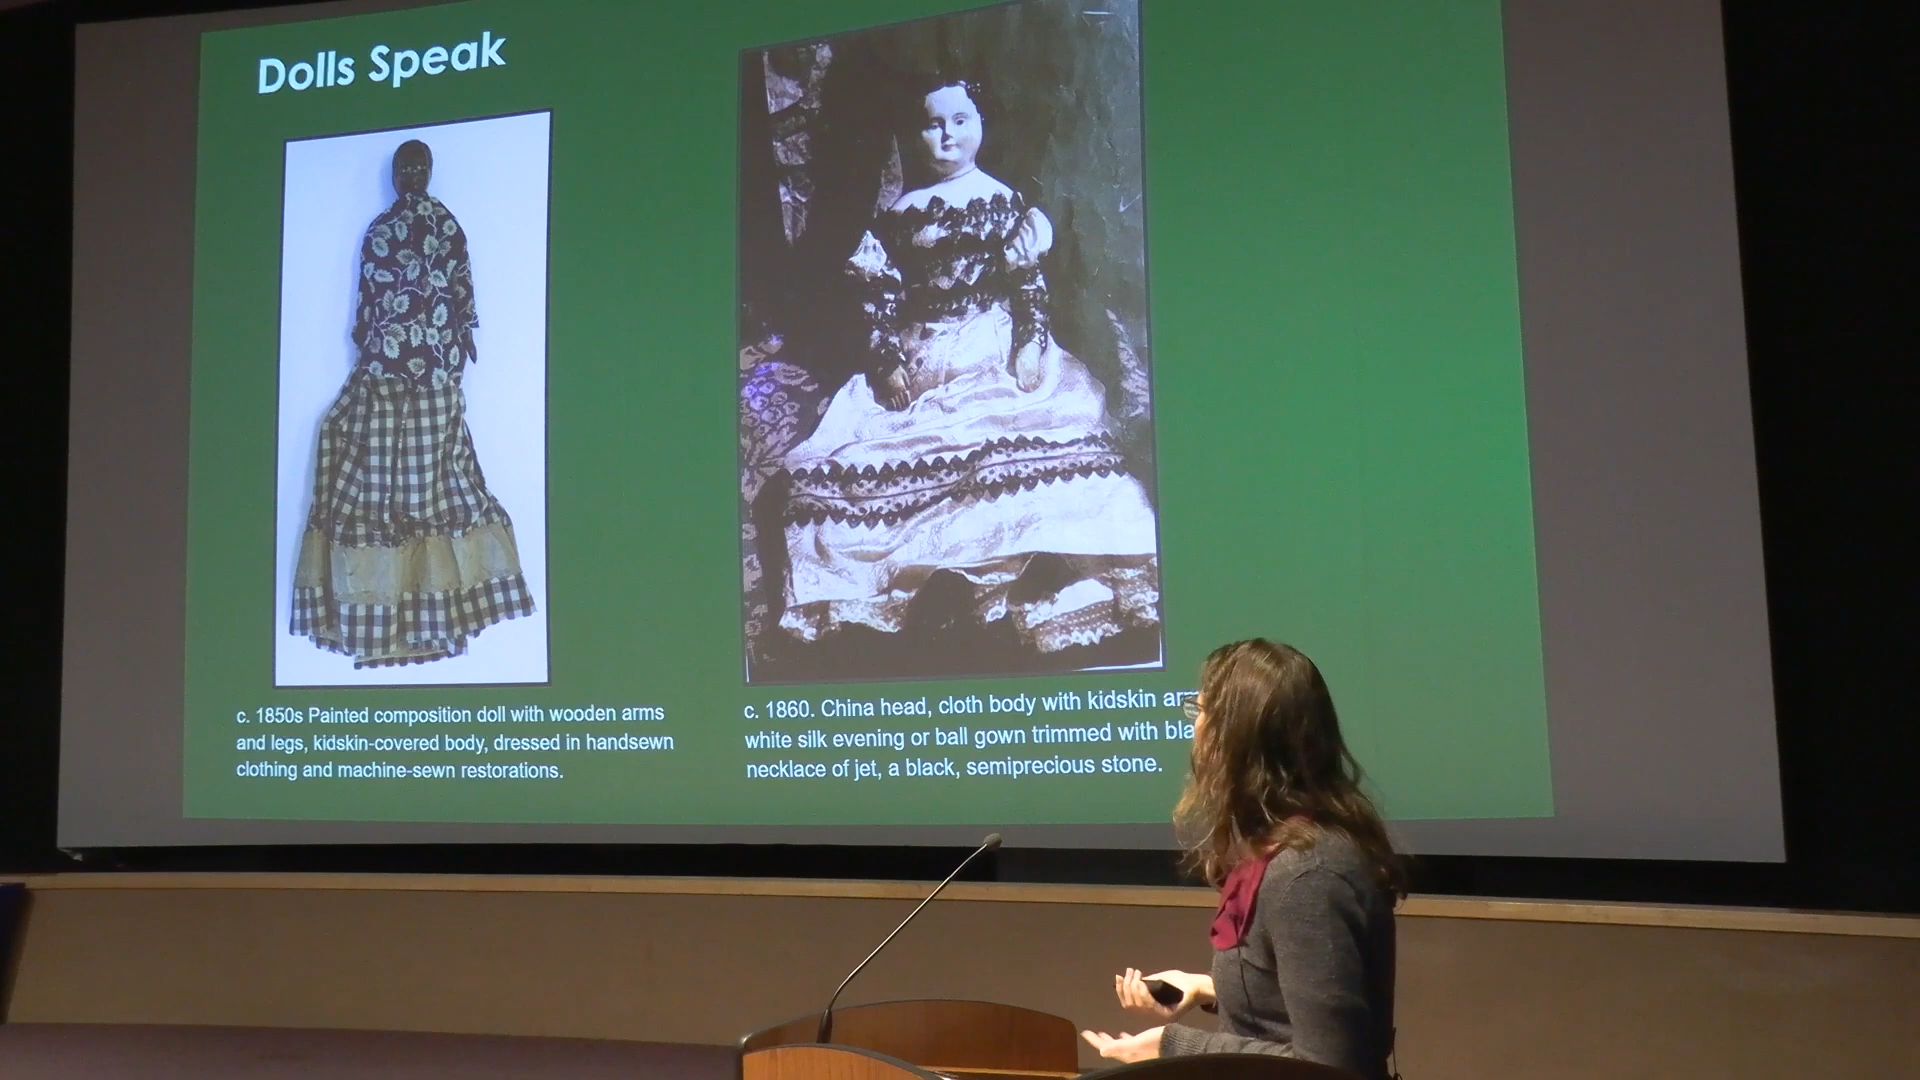 Dolls Speak
c. 1850s Painted composition doll with wooden arms
and legs, kidskin-covered body, dressed in handsewn
clothing and machine-sewn restorations.
c. 1860. China head, cloth body with kidskin
white silk evening or ball gown trimmed with
necklace of jet, a black, semiprecious stone.